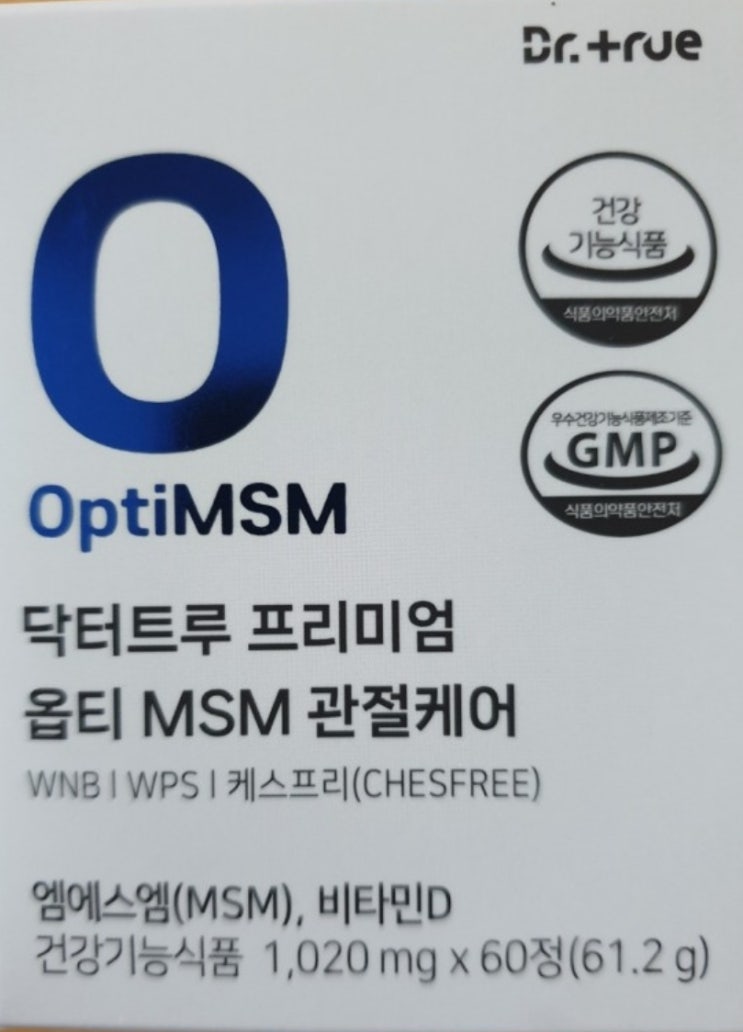 Dr.+rue
O
건강
기능식품
식품의약품안전처
우수건강기능식품제조기준
GMP
식품의약품안전처
OptiMSM
닥터트루 프리미엄
옵티 MSM 관절케어
WNB I WPS I 케스프리(CHESFREE)
엠에스엠(MSM), 비타민D
건강기능식품 1,020 mg x 60정(61.2 g)